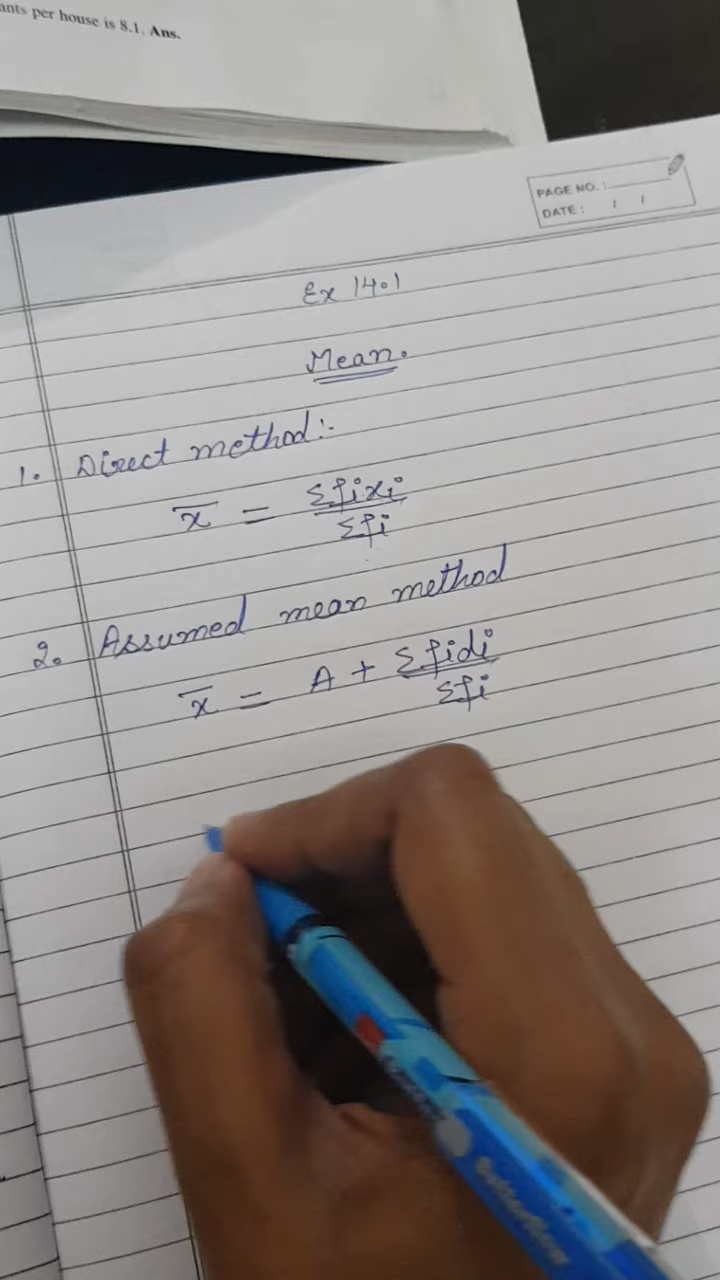 ants per house is 8.1. Ans.
PAGE NO. :
DATE : / /
Ex 14.1
Mean.
1. Direct method:-
x̄ = Σfixi / Σfi
2. Assumed mean method
x̄ = A + Σfidi / Σfi